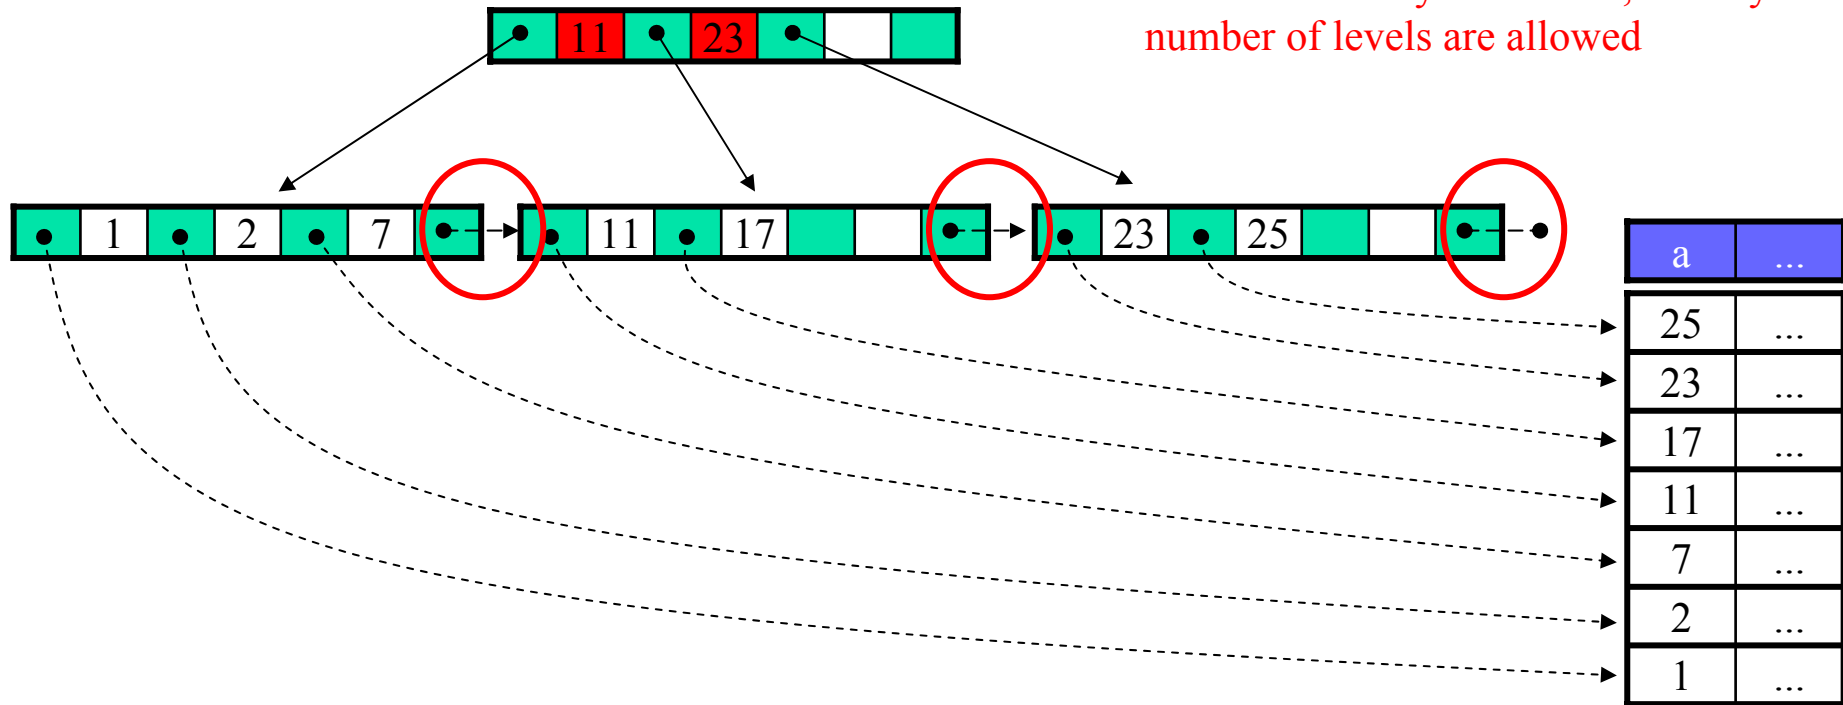 number of levels are allowed
11 23
1 2 7 11 17 23 25
a ...
25 ...
23 ...
17 ...
11 ...
7 ...
2 ...
1 ...